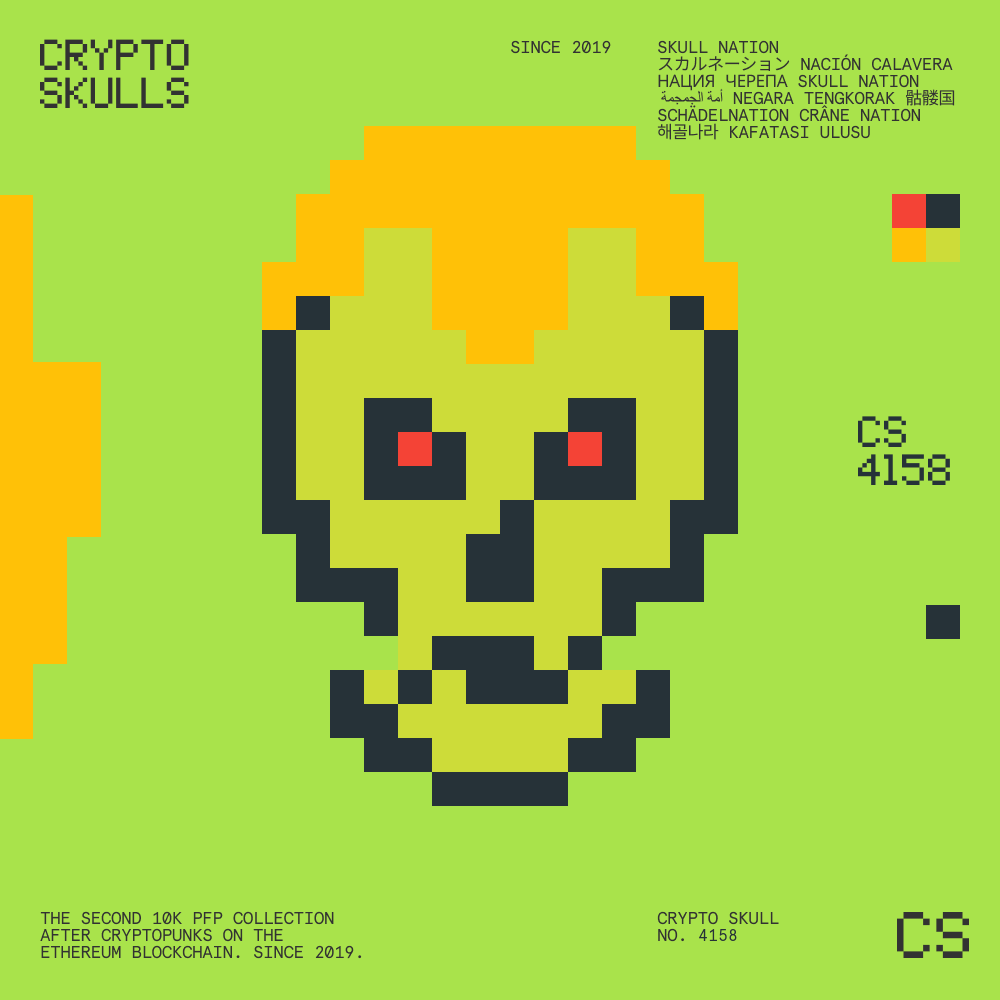 CRYPTO
SKULLS
SINCE 2019
SKULL NATION
スカルネーション NACIÓN CALAVERA
НАЦИЯ ЧЕРЕПА SKULL NATION
أمة الجمجمة NEGARA TENGKORAK 骷髅国
SCHÄDELNATION CRÂNE NATION
해골나라 KAFATASI ULUSU
CS
4158
THE SECOND 10K PFP COLLECTION
AFTER CRYPTOPUNKS ON THE
ETHEREUM BLOCKCHAIN. SINCE 2019.
CRYPTO SKULL
NO. 4158
CS